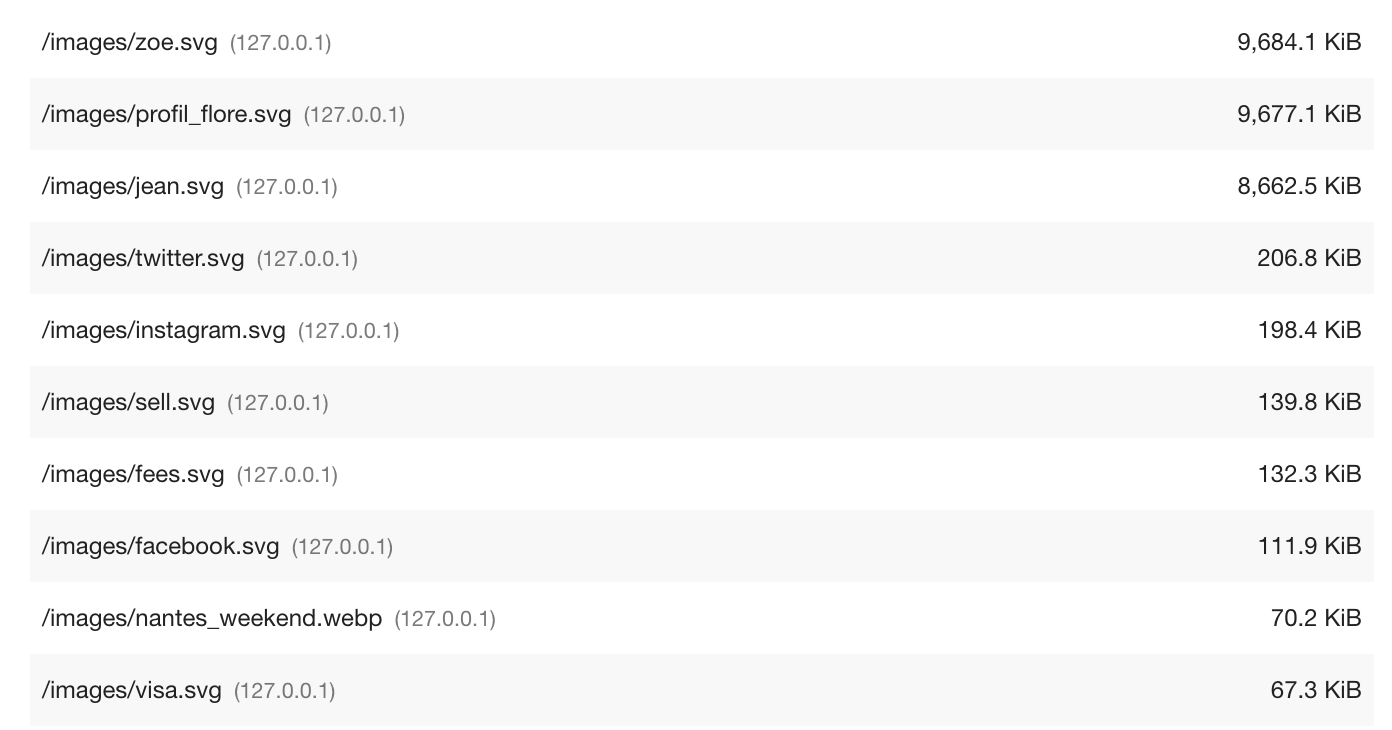 /images/zoe.svg (127.0.0.1) 9,684.1 KiB
/images/profil_flore.svg (127.0.0.1) 9,677.1 KiB
/images/jean.svg (127.0.0.1) 8,662.5 KiB
/images/twitter.svg (127.0.0.1) 206.8 KiB
/images/instagram.svg (127.0.0.1) 198.4 KiB
/images/sell.svg (127.0.0.1) 139.8 KiB
/images/fees.svg (127.0.0.1) 132.3 KiB
/images/facebook.svg (127.0.0.1) 111.9 KiB
/images/nantes_weekend.webp (127.0.0.1) 70.2 KiB
/images/visa.svg (127.0.0.1) 67.3 KiB